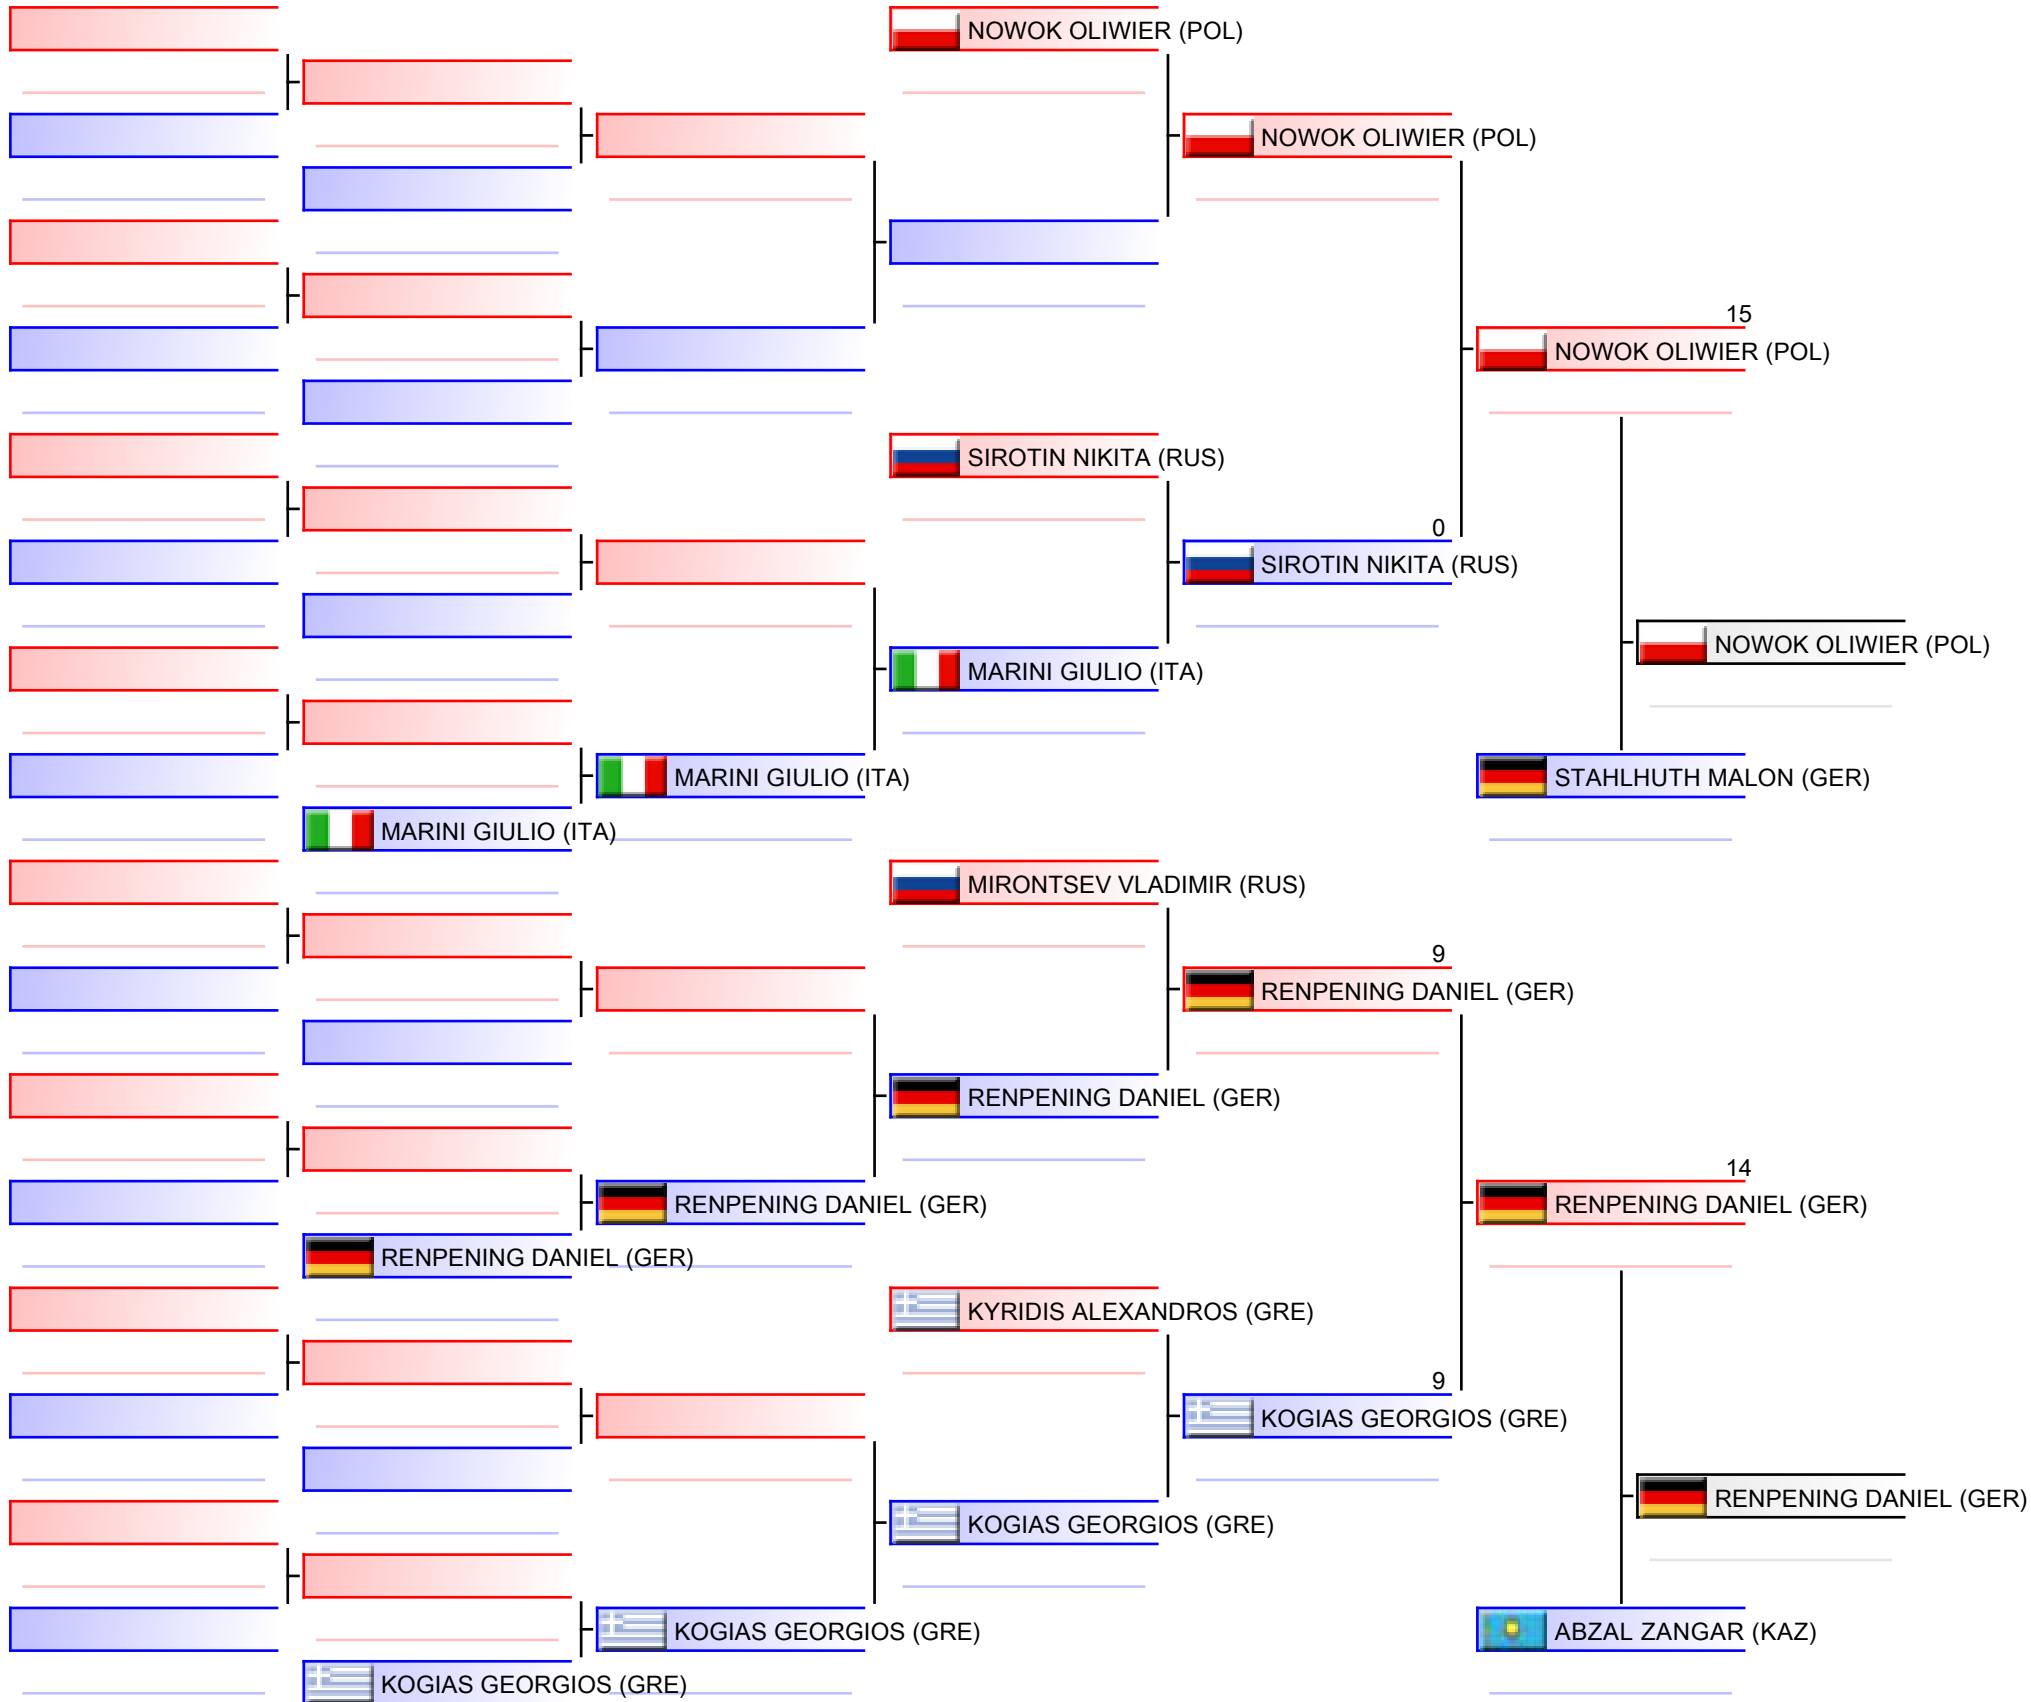 NOWOK OLIWIER (POL)
NOWOK OLIWIER (POL)
15
NOWOK OLIWIER (POL)
SIROTIN NIKITA (RUS)
0
SIROTIN NIKITA (RUS)
NOWOK OLIWIER (POL)
MARINI GIULIO (ITA)
MARINI GIULIO (ITA)
STAHLHUTH MALON (GER)
MARINI GIULIO (ITA)
MIRONTSEV VLADIMIR (RUS)
9
RENPENING DANIEL (GER)
RENPENING DANIEL (GER)
14
RENPENING DANIEL (GER)
RENPENING DANIEL (GER)
RENPENING DANIEL (GER)
KYRIDIS ALEXANDROS (GRE)
9
KOGIAS GEORGIOS (GRE)
RENPENING DANIEL (GER)
KOGIAS GEORGIOS (GRE)
KOGIAS GEORGIOS (GRE)
ABZAL ZANGAR (KAZ)
KOGIAS GEORGIOS (GRE)